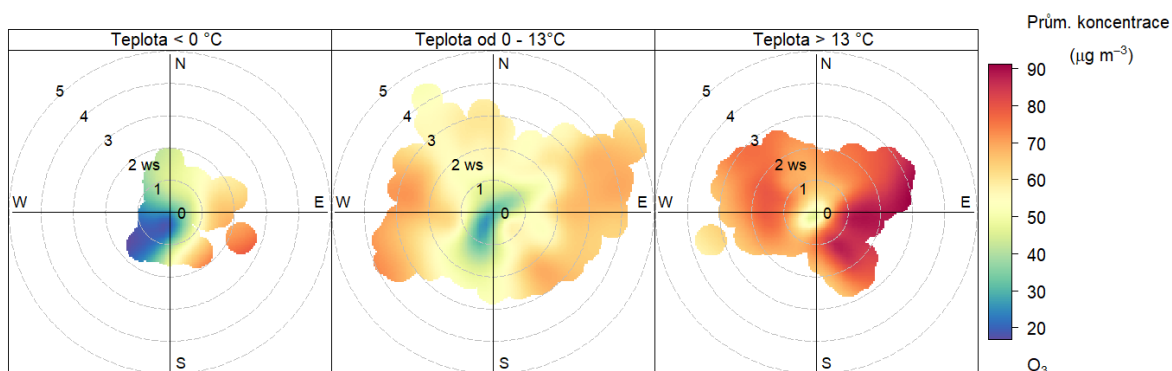 Teplota < 0 °C
N
5
4
3
2 ws
1
0
W
E
S
Teplota od 0 - 13°C
N
5
4
3
2 ws
1
0
W
E
S
Teplota > 13 °C
N
5
4
3
2 ws
1
0
W
E
S
Prům. koncentrace
(μg m⁻³)
90
80
70
60
50
40
30
20
O₃